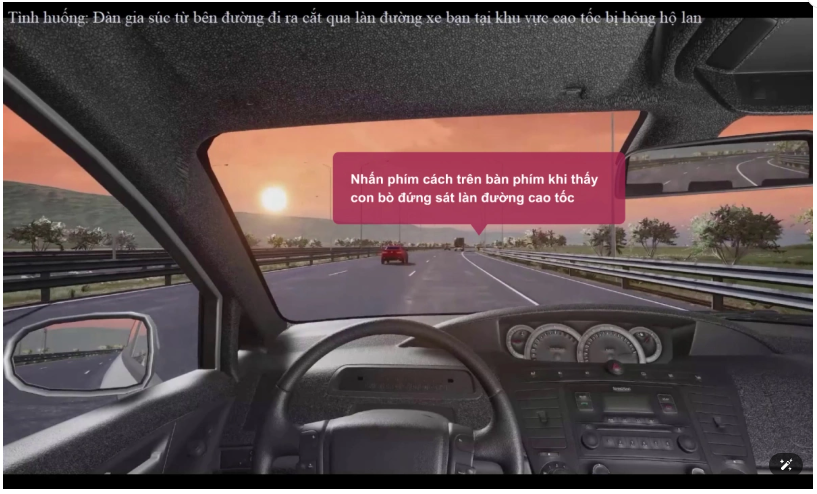 Tình huống: Đàn gia súc từ bên đường đi ra cắt qua làn đường xe bạn tại khu vực cao tốc bị hỏng hộ lan
Nhấn phím cách trên bàn phím khi thấy
con bò đứng sát làn đường cao tốc